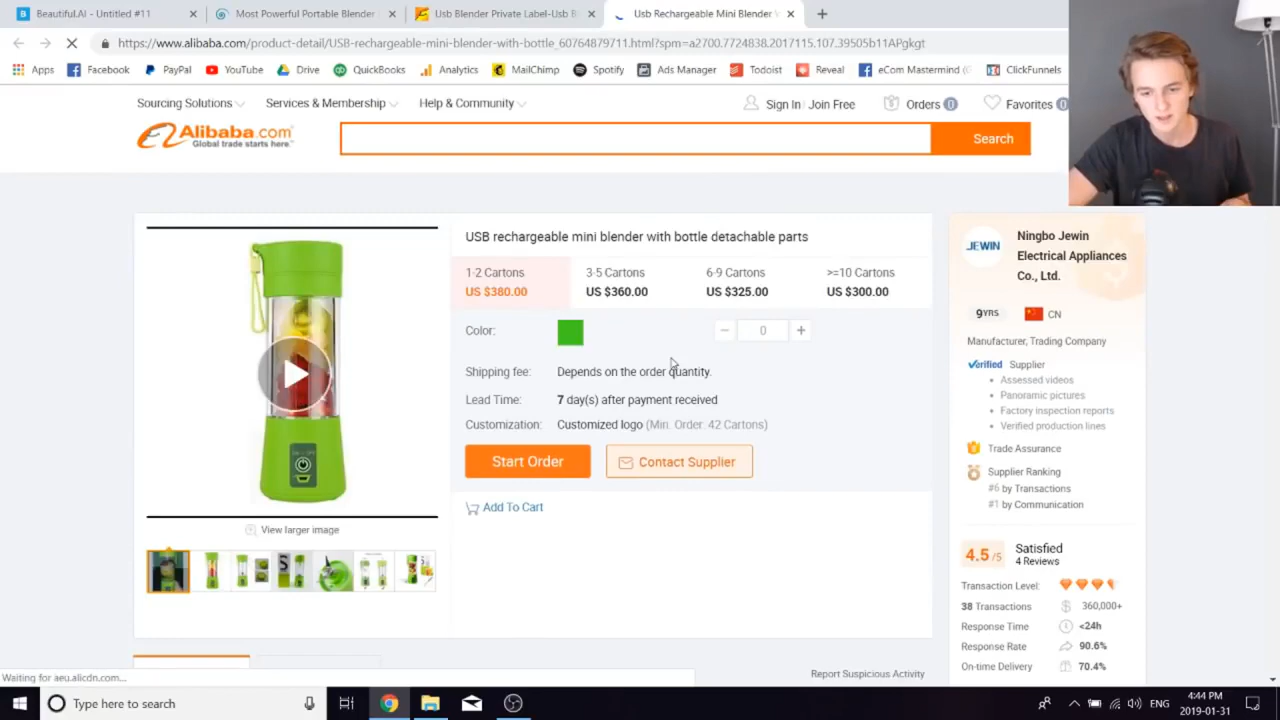 Beautiful.AI - Untitled #11
Most Powerful Portable Blender
Usb Blender Private Label-Usb B
Usb Rechargeable Mini Blender V
https://www.alibaba.com/product-detail/USB-rechargeable-mini-blender-with-bottle_60764879711.html?spm=a2700.7724838.2017115.107.39505b11APgkgt
Apps Facebook PayPal YouTube Drive QuickBooks Analytics MailChimp Spotify Ads Manager Todoist Reveal eCom Mastermind (G ClickFunnels
Sourcing Solutions Services & Membership Help & Community Sign In Join Free Orders 0 Favorites 0
Alibaba.com
Global trade starts here.™
Search
USB rechargeable mini blender with bottle detachable parts
1-2 Cartons 3-5 Cartons 6-9 Cartons >=10 Cartons
US $380.00 US $360.00 US $325.00 US $300.00
Color: − 0 +
Shipping fee: Depends on the order quantity.
Lead Time: 7 day(s) after payment received
Customization: Customized logo (Min. Order: 42 Cartons)
Start Order Contact Supplier
Add To Cart
View larger image
JEWIN
Ningbo Jewin
Electrical Appliances
Co., Ltd.
9YRS CN
Manufacturer, Trading Company
Verified Supplier
Assessed videos
Panoramic pictures
Factory inspection reports
Verified production lines
Trade Assurance
Supplier Ranking
#6 by Transactions
#1 by Communication
4.5 /5 Satisfied
4 Reviews
Transaction Level:
38 Transactions $ 360,000+
Response Time <24h
Response Rate 90.6%
On-time Delivery 70.4%
Report Suspicious Activity
Waiting for aeu.alicdn.com...
Type here to search
ENG
4:44 PM
2019-01-31